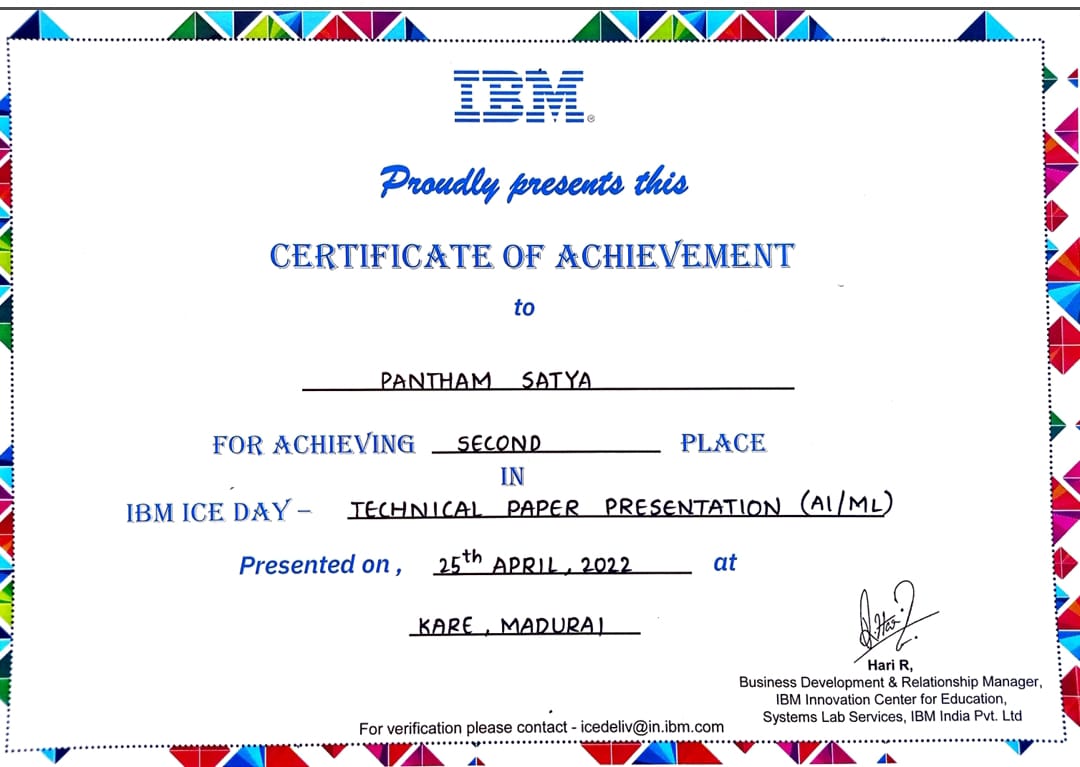 IBM®
Proudly presents this
CERTIFICATE OF ACHIEVEMENT
to
PANTHAM SATYA
FOR ACHIEVING SECOND PLACE
IN
IBM ICE DAY – TECHNICAL PAPER PRESENTATION (AI/ML)
Presented on , 25th APRIL, 2022 at
KARE, MADURAI
Hari R,
Business Development & Relationship Manager,
IBM Innovation Center for Education,
Systems Lab Services, IBM India Pvt. Ltd
For verification please contact - icedeliv@in.ibm.com